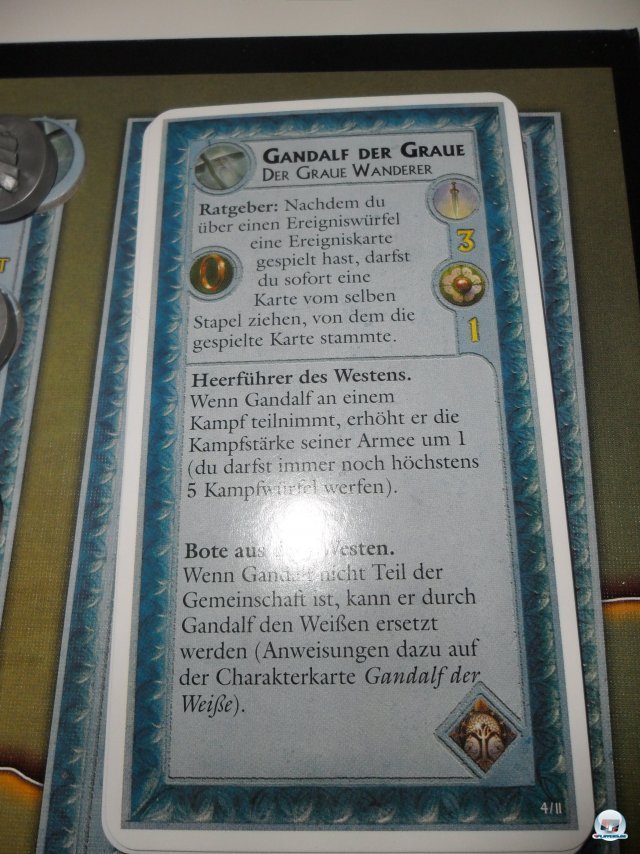 GANDALF DER GRAUE
DER GRAUE WANDERER
Ratgeber: Nachdem du
über einen Ereigniswürfel
eine Ereigniskarte
gespielt hast, darfst
du sofort eine
Karte vom selben
Stapel ziehen, von dem die
gespielte Karte stammte.
0
3
1
Heerführer des Westens.
Wenn Gandalf an einem
Kampf teilnimmt, erhöht er die
Kampfstärke seiner Armee um 1
(du darfst immer noch höchstens
5 Kampfwürfel werfen).
Bote aus Westen.
Wenn Gandalf nicht Teil der
Gemeinschaft ist, kann er durch
Gandalf den Weißen ersetzt
werden (Anweisungen dazu auf
der Charakterkarte Gandalf der
Weiße).
4/11